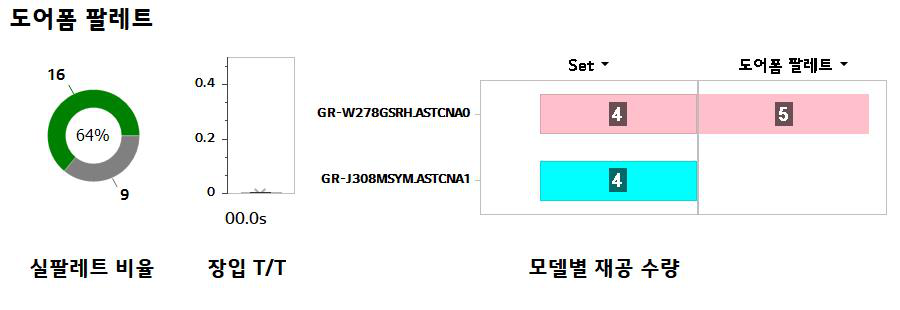 도어폼 팔레트
16
64%
9
0.4
0.2
0
00.0s
Set
도어폼 팔레트
GR-W278GSRH.ASTCNA0
4
5
GR-J308MSYM.ASTCNA1
4
실팔레트 비율
장입 T/T
모델별 재공 수량